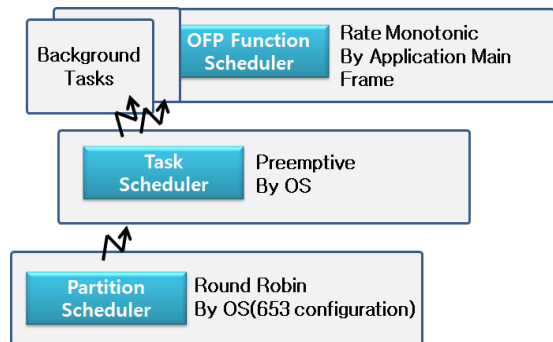 Background
Tasks
OFP Function
Scheduler
Rate Monotonic
By Application Main
Frame
Task
Scheduler
Preemptive
By OS
Partition
Scheduler
Round Robin
By OS(653 configuration)